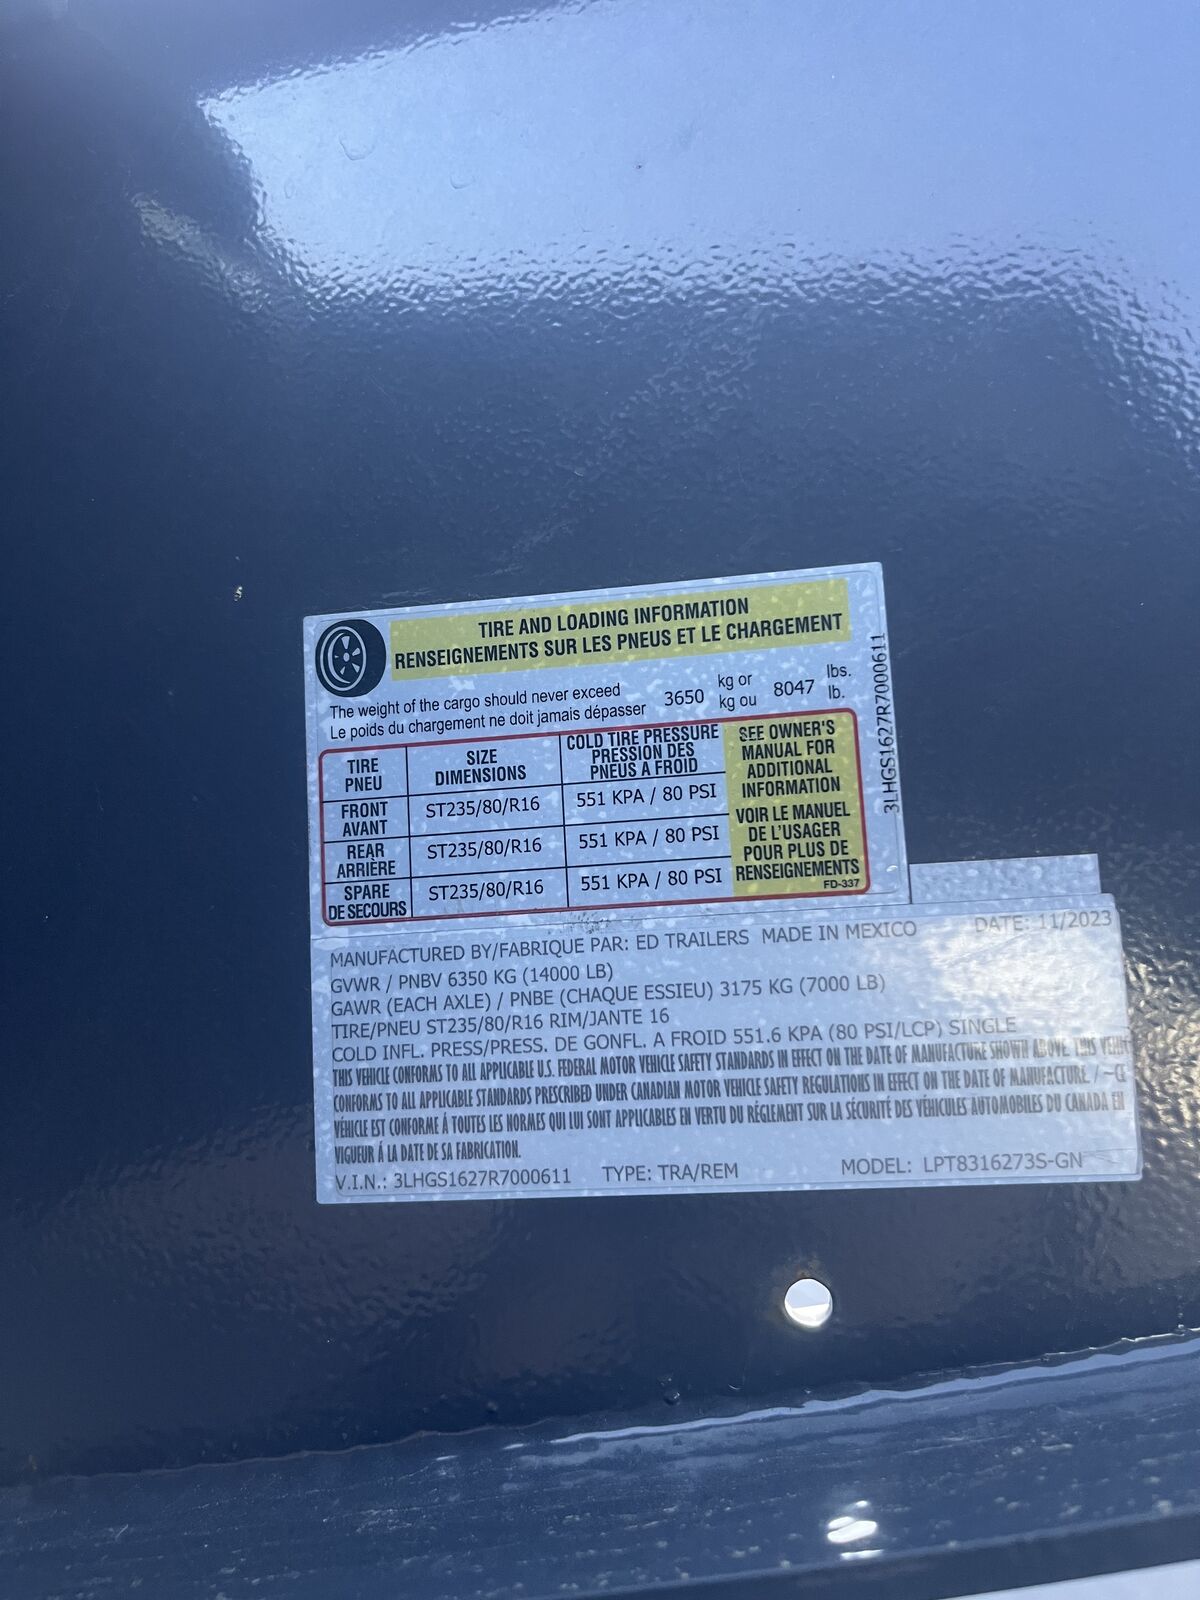 TIRE AND LOADING INFORMATION
RENSEIGNEMENTS SUR LES PNEUS ET LE CHARGEMENT
The weight of the cargo should never exceed 3650 kg or 8047 lbs.
Le poids du chargement ne doit jamais dépasser kg ou lb.
TIRE PNEU
SIZE DIMENSIONS
COLD TIRE PRESSURE
PRESSION DES
PNEUS A FROID
FRONT AVANT ST235/80/R16 551 KPA / 80 PSI
REAR ARRIÈRE ST235/80/R16 551 KPA / 80 PSI
SPARE DE SECOURS ST235/80/R16 551 KPA / 80 PSI
SEE OWNER'S
MANUAL FOR
ADDITIONAL
INFORMATION
VOIR LE MANUEL
DE L'USAGER
POUR PLUS DE
RENSEIGNEMENTS
FD-337
3LHGS1627R7000611
MANUFACTURED BY/FABRIQUE PAR: ED TRAILERS MADE IN MEXICO DATE: 11/2023
GVWR / PNBV 6350 KG (14000 LB)
GAWR (EACH AXLE) / PNBE (CHAQUE ESSIEU) 3175 KG (7000 LB)
TIRE/PNEU ST235/80/R16 RIM/JANTE 16
COLD INFL. PRESS/PRESS. DE GONFL. A FROID 551.6 KPA (80 PSI/LCP) SINGLE
THIS VEHICLE CONFORMS TO ALL APPLICABLE U.S. FEDERAL MOTOR VEHICLE SAFETY STANDARDS IN EFFECT ON THE DATE OF MANUFACTURE SHOWN ABOVE. THIS
CONFORMS TO ALL APPLICABLE STANDARDS PRESCRIBED UNDER CANADIAN MOTOR VEHICLE SAFETY REGULATIONS IN EFFECT ON THE DATE OF MANUFACTURE / - CE
VÉHICLE EST CONFORME Á TOUTES LES NORMES QUI LUI SONT APPLICABLES EN VERTU DU RÉGLEMENT SUR LA SÉCURITÉ DES VÉHICULES AUTOMOBILES DU CANADA EN
VIGUEUR Á LA DATE DE SA FABRICATION.
V.I.N.: 3LHGS1627R7000611 TYPE: TRA/REM MODEL: LPT8316273S-GN